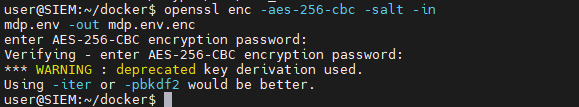 user@SIEM:~/docker$ openssl enc -aes-256-cbc -salt -in
mdp.env -out mdp.env.enc
enter AES-256-CBC encryption password:
Verifying - enter AES-256-CBC encryption password:
*** WARNING : deprecated key derivation used.
Using -iter or -pbkdf2 would be better.
user@SIEM:~/docker$